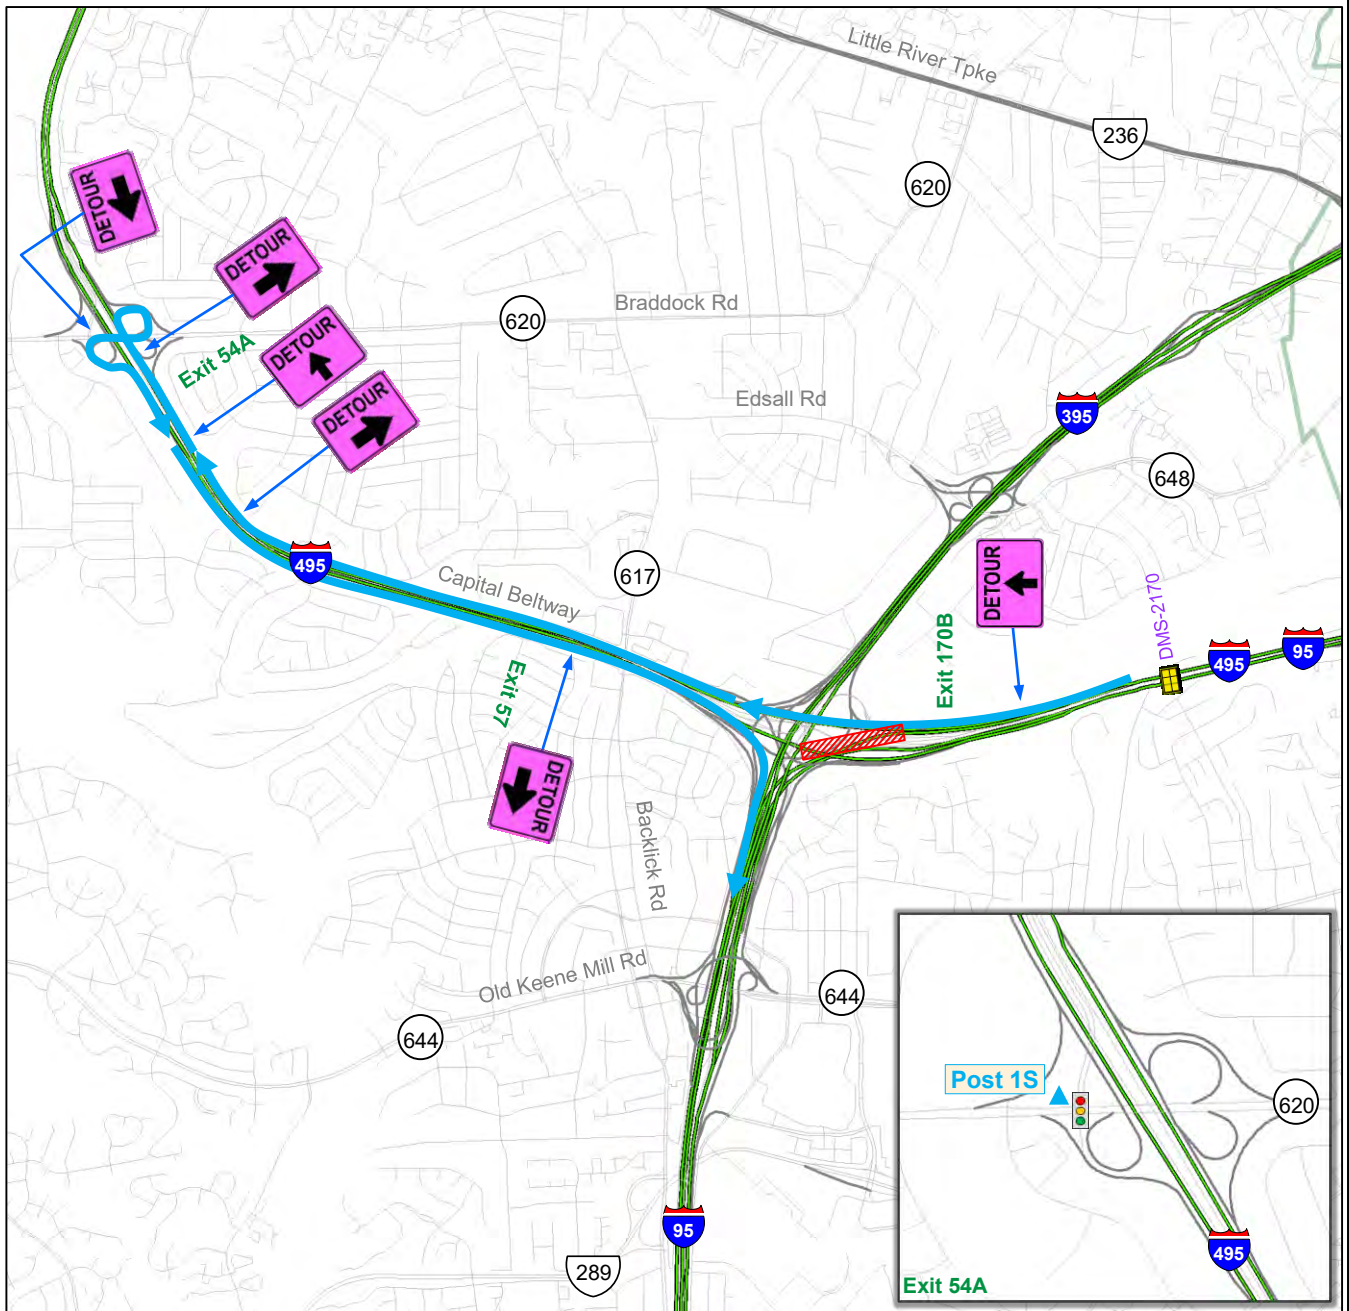 Little River Tpke
236
620
DETOUR
DETOUR
Braddock Rd
620
DETOUR
Exit 54A
Edsall Rd
DETOUR
395
648
495
617
Capital Beltway
DETOUR
DMS-2170
Exit 170B
495
95
Exit 57
DETOUR
Backlick Rd
Old Keene Mill Rd
644
644
95
289
Post 1S
620
495
Exit 54A